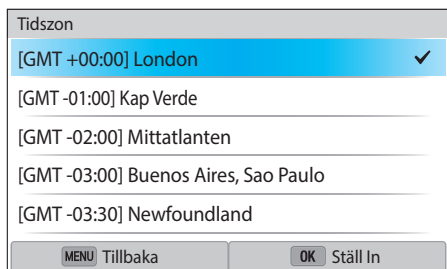 Tidszon
[GMT +00:00] London
[GMT -01:00] Kap Verde
[GMT -02:00] Mittatlanten
[GMT -03:00] Buenos Aires, Sao Paulo
[GMT -03:30] Newfoundland
MENU Tillbaka OK Ställ In